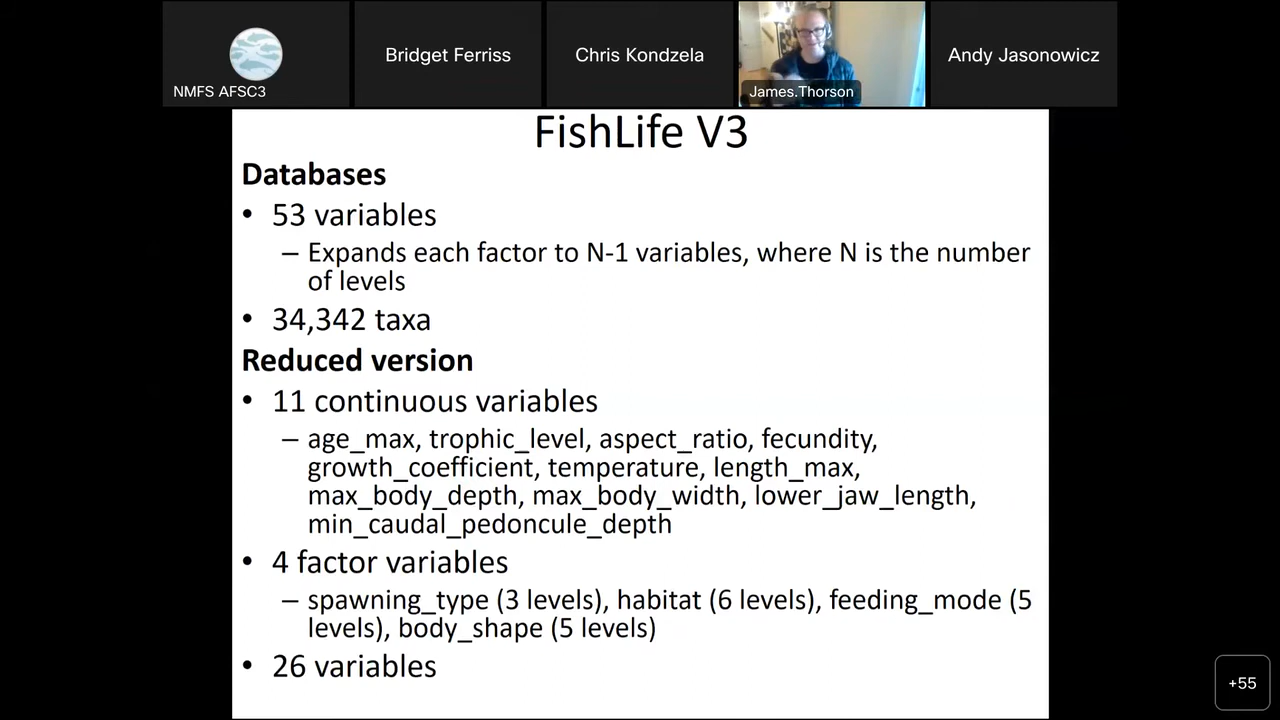 NMFS AFSC3
Bridget Ferriss
Chris Kondzela
James.Thorson
Andy Jasonowicz
FishLife V3
Databases
• 53 variables
– Expands each factor to N-1 variables, where N is the number
of levels
• 34,342 taxa
Reduced version
• 11 continuous variables
– age_max, trophic_level, aspect_ratio, fecundity,
growth_coefficient, temperature, length_max,
max_body_depth, max_body_width, lower_jaw_length,
min_caudal_pedoncule_depth
• 4 factor variables
– spawning_type (3 levels), habitat (6 levels), feeding_mode (5
levels), body_shape (5 levels)
• 26 variables
+55